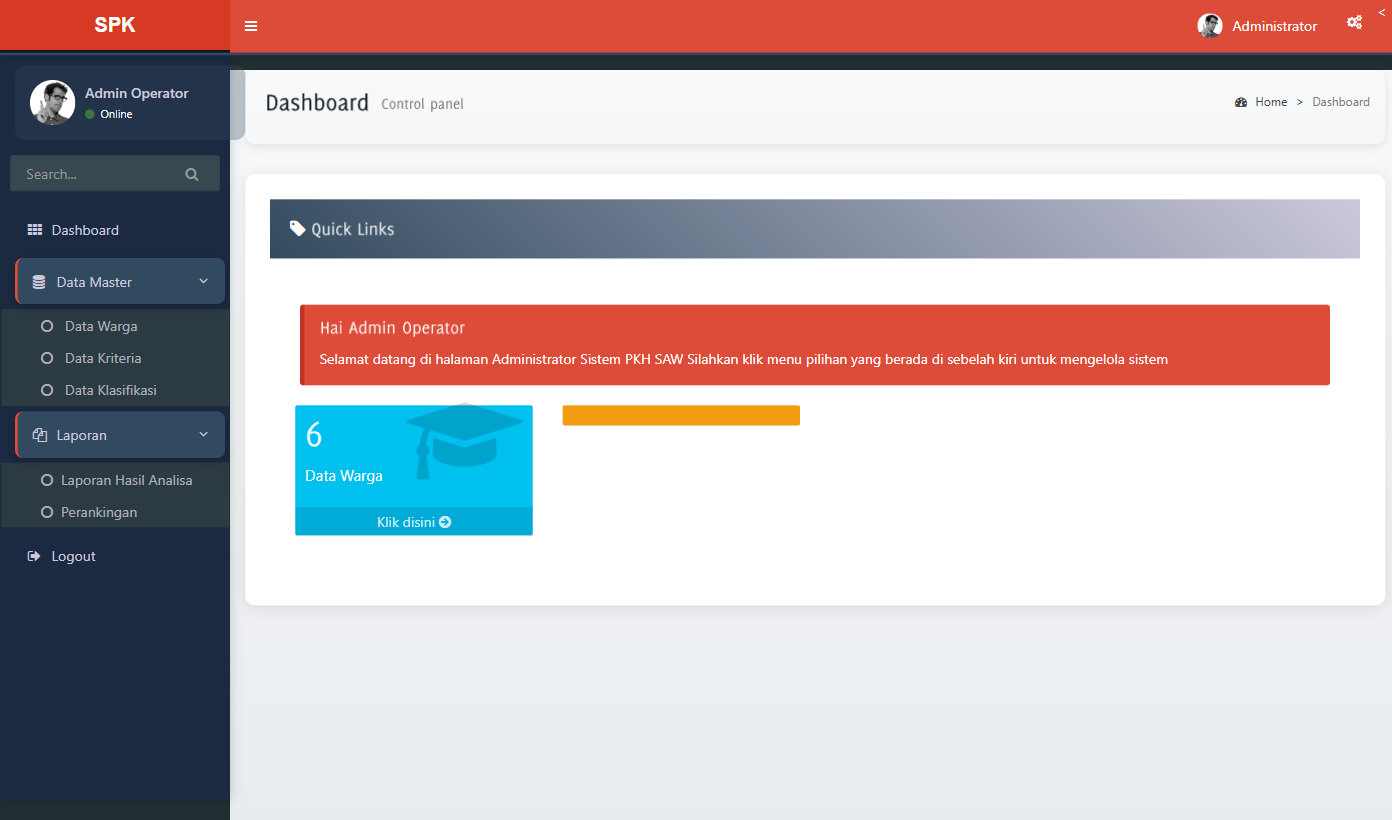 SPK
Administrator
<
Admin Operator
Online
Search...
Dashboard
Data Master
Data Warga
Data Kriteria
Data Klasifikasi
Laporan
Laporan Hasil Analisa
Perankingan
Logout
Dashboard Control panel
Home > Dashboard
Quick Links
Hai Admin Operator
Selamat datang di halaman Administrator Sistem PKH SAW Silahkan klik menu pilihan yang berada di sebelah kiri untuk mengelola sistem
6
Data Warga
Klik disini